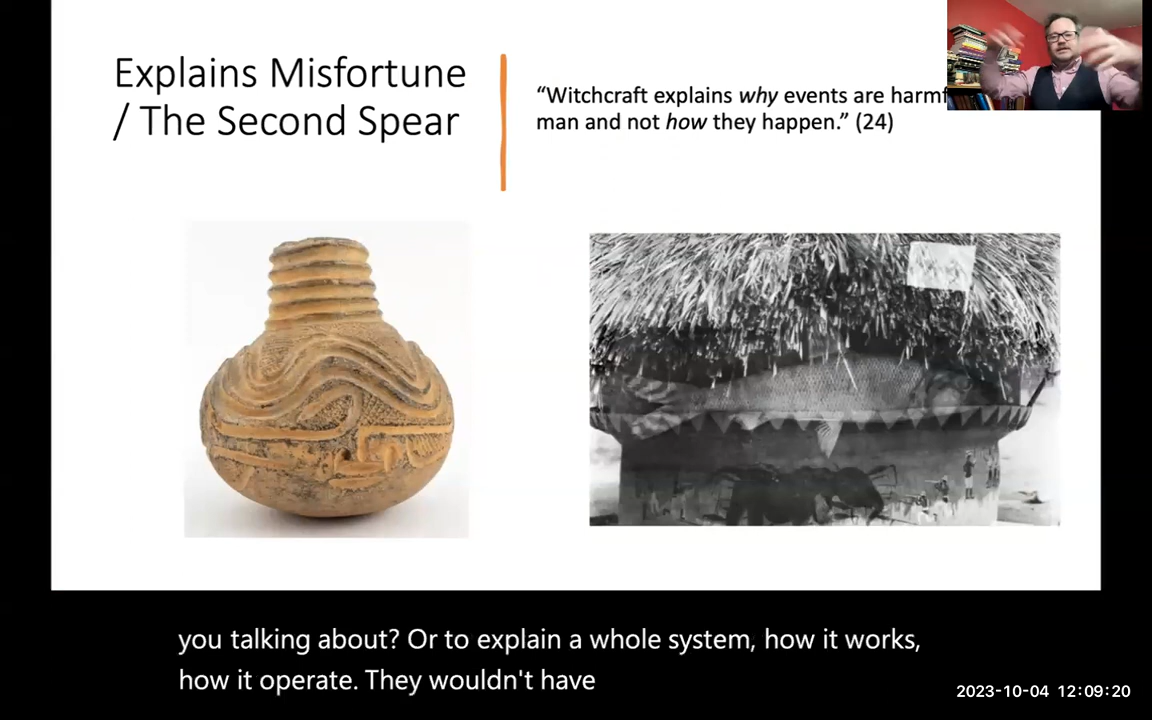 Explains Misfortune
/ The Second Spear
“Witchcraft explains why events are
man and not how they happen.” (24)
you talking about? Or to explain a whole system, how it works,
how it operate. They wouldn't have
2023-10-04 12:09:20